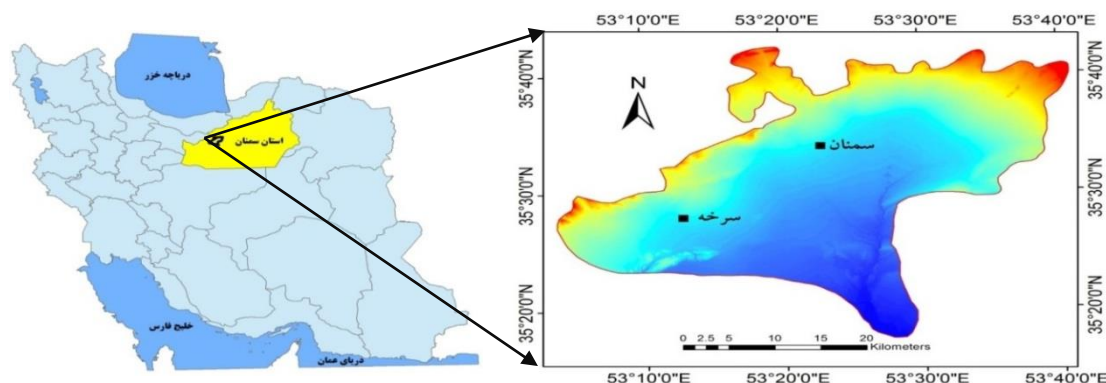 دریاچه خزر
استان سمنان
خلیج فارس
دریای عمان
53°10'0"E
53°20'0"E
53°30'0"E
53°40'0"E
35°40'0"N
35°30'0"N
35°20'0"N
N
سمنان
سرخه
35°40'0"N
35°30'0"N
35°20'0"N
0 2.5 5 10 15 20
Kilometers
53°10'0"E
53°20'0"E
53°30'0"E
53°40'0"E